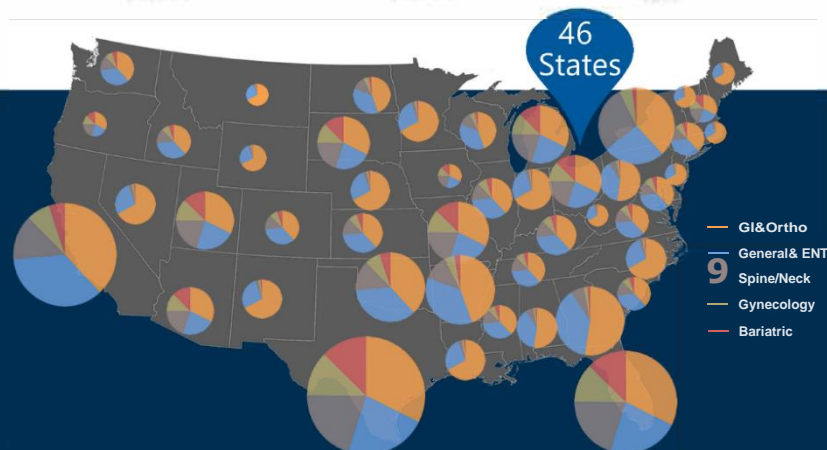 46
States
GI&Ortho
General& ENT
9
Spine/Neck
Gynecology
Bariatric